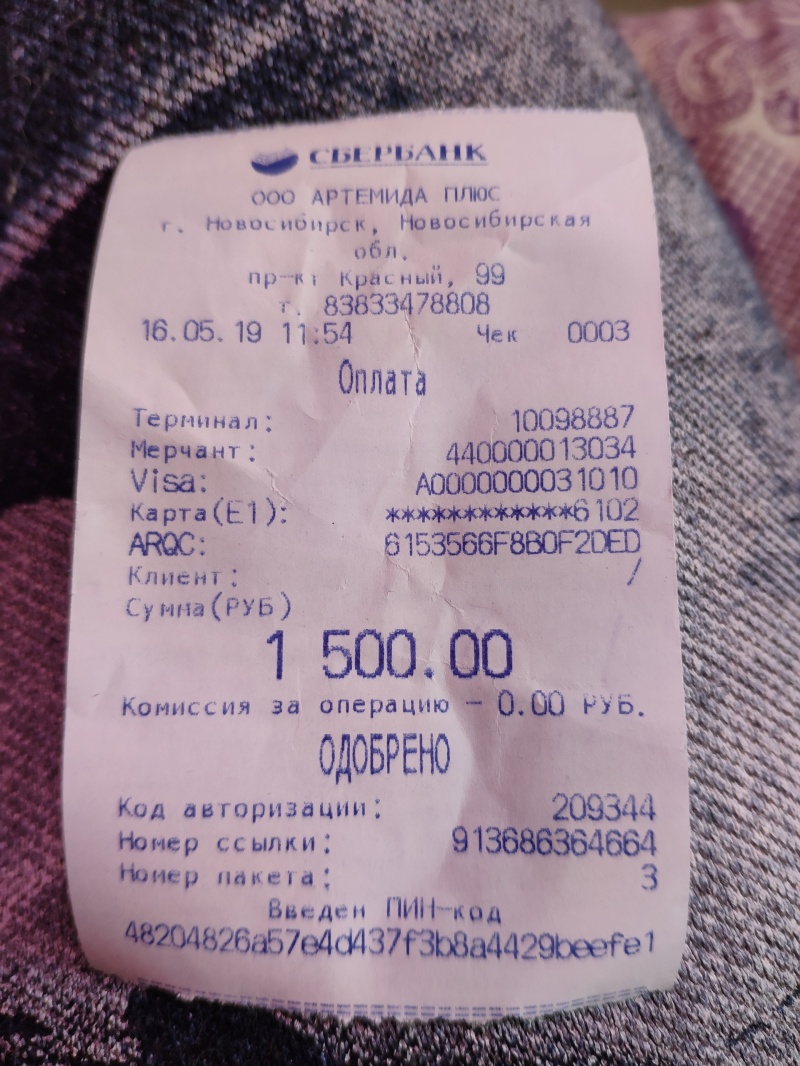 СБЕРБАНК
ООО АРТЕМИДА ПЛЮС
г. Новосибирск, Новосибирская
обл.
пр-кт Красный, 99
т. 83833478808
16.05.19 11:54 Чек 0003
Оплата
Терминал: 10098887
Мерчант: 440000013034
Visa: A0000000031010
Карта(E1): ************6102
ARQC: 6153566F8B0F2DED
Клиент: /
Сумма(РУБ)
1 500.00
Комиссия за операцию - 0.00 РУБ.
ОДОБРЕНО
Код авторизации: 209344
Номер ссылки: 913686364664
Номер пакета: 3
Введен ПИН-код
48204826a57e4d437f3b8a4429beefe1